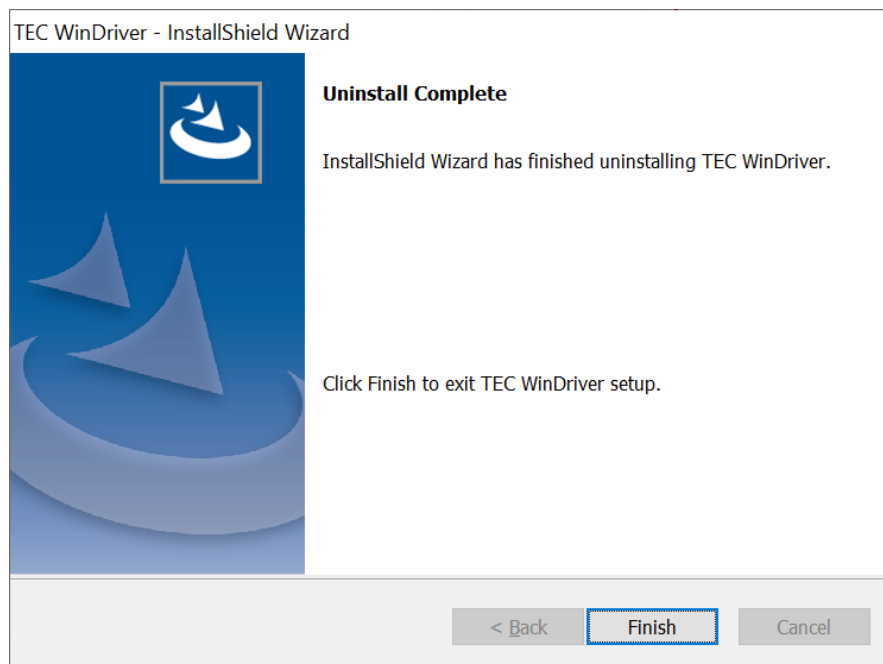 TEC WinDriver - InstallShield Wizard
Uninstall Complete
InstallShield Wizard has finished uninstalling TEC WinDriver.
Click Finish to exit TEC WinDriver setup.
< Back
Finish
Cancel